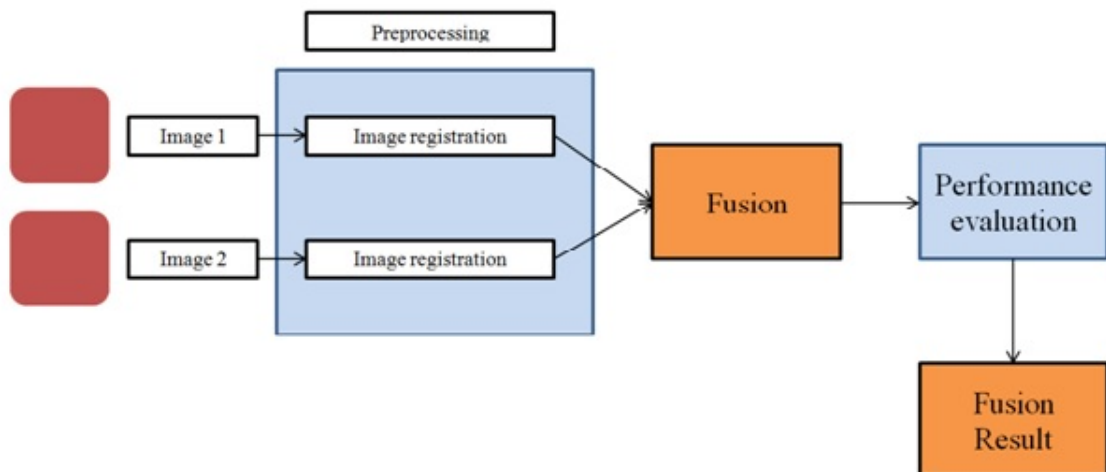 Preprocessing
Image 1
Image registration
Image 2
Image registration
Fusion
Performance
evaluation
Fusion
Result